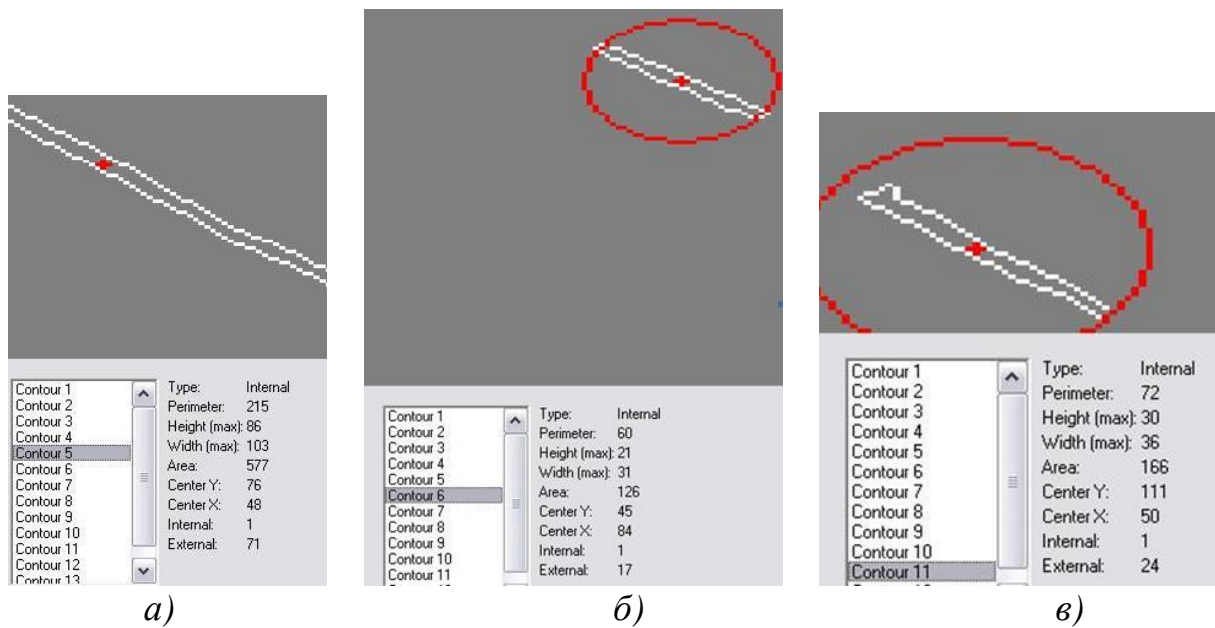 Contour 1
Contour 2
Contour 3
Contour 4
Contour 5
Contour 6
Contour 7
Contour 8
Contour 9
Contour 10
Contour 11
Contour 12
Contour 13
Type: Internal
Perimeter: 215
Height (max): 86
Width (max): 103
Area: 577
Center Y: 76
Center X: 48
Internal: 1
External: 71
а)
Contour 1
Contour 2
Contour 3
Contour 4
Contour 5
Contour 6
Contour 7
Contour 8
Contour 9
Contour 10
Contour 11
Type: Internal
Perimeter: 60
Height (max): 21
Width (max): 31
Area: 126
Center Y: 45
Center X: 84
Internal: 1
External: 17
б)
Contour 1
Contour 2
Contour 3
Contour 4
Contour 5
Contour 6
Contour 7
Contour 8
Contour 9
Contour 10
Contour 11
Type: Internal
Perimeter: 72
Height (max): 30
Width (max): 36
Area: 166
Center Y: 111
Center X: 50
Internal: 1
External: 24
в)